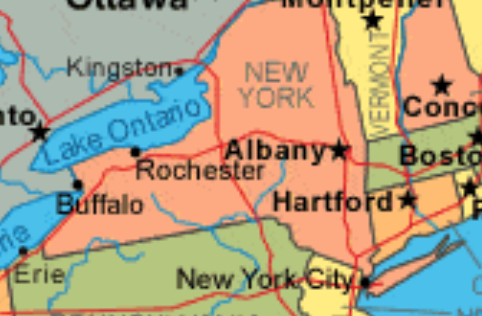 Ottawa
Montpelier
Kingston
NEW
YORK
VERMONT
Conc
nto
Lake Ontario
Albany
Bosto
Rochester
Buffalo
Hartford
P
rie
Erie
New York City